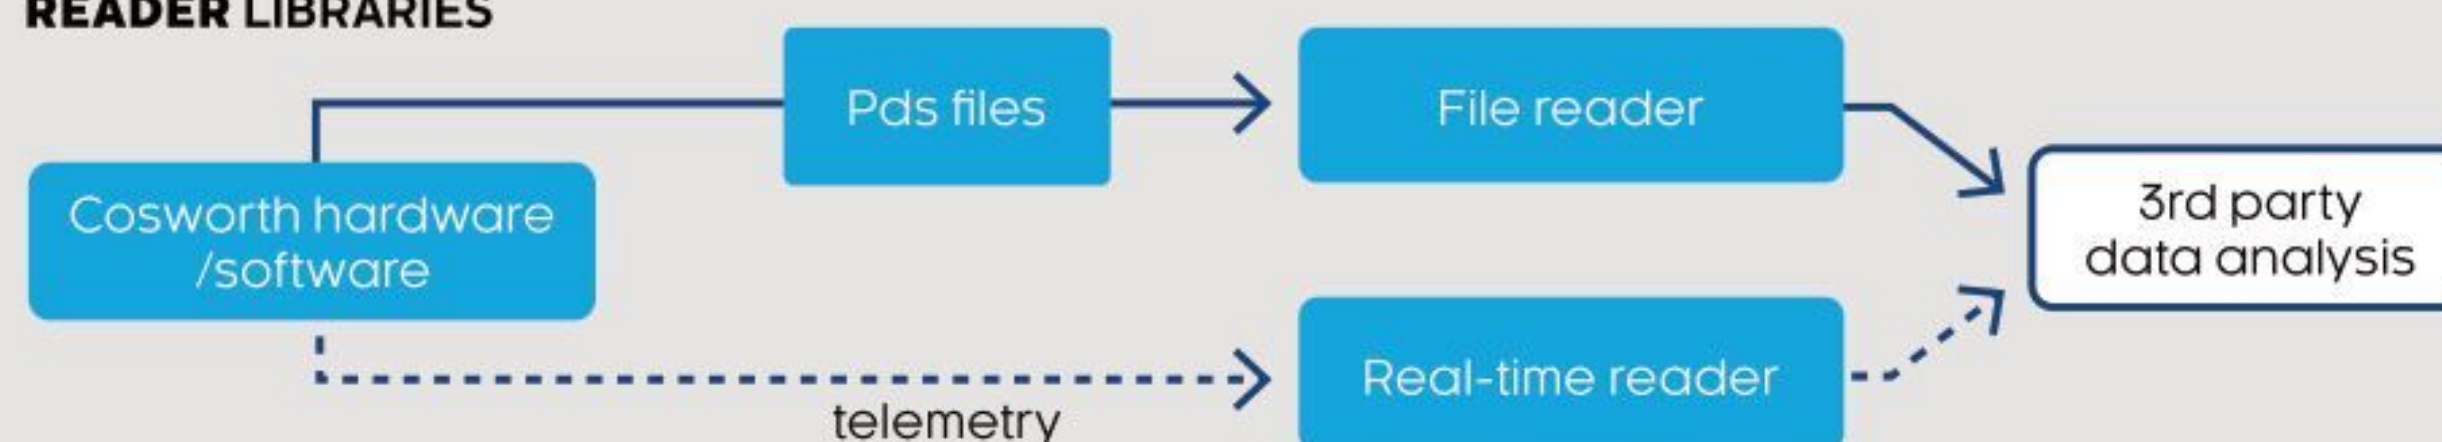 READER LIBRARIES
Pds files
File reader
Cosworth hardware
/software
3rd party
data analysis
Real-time reader
telemetry